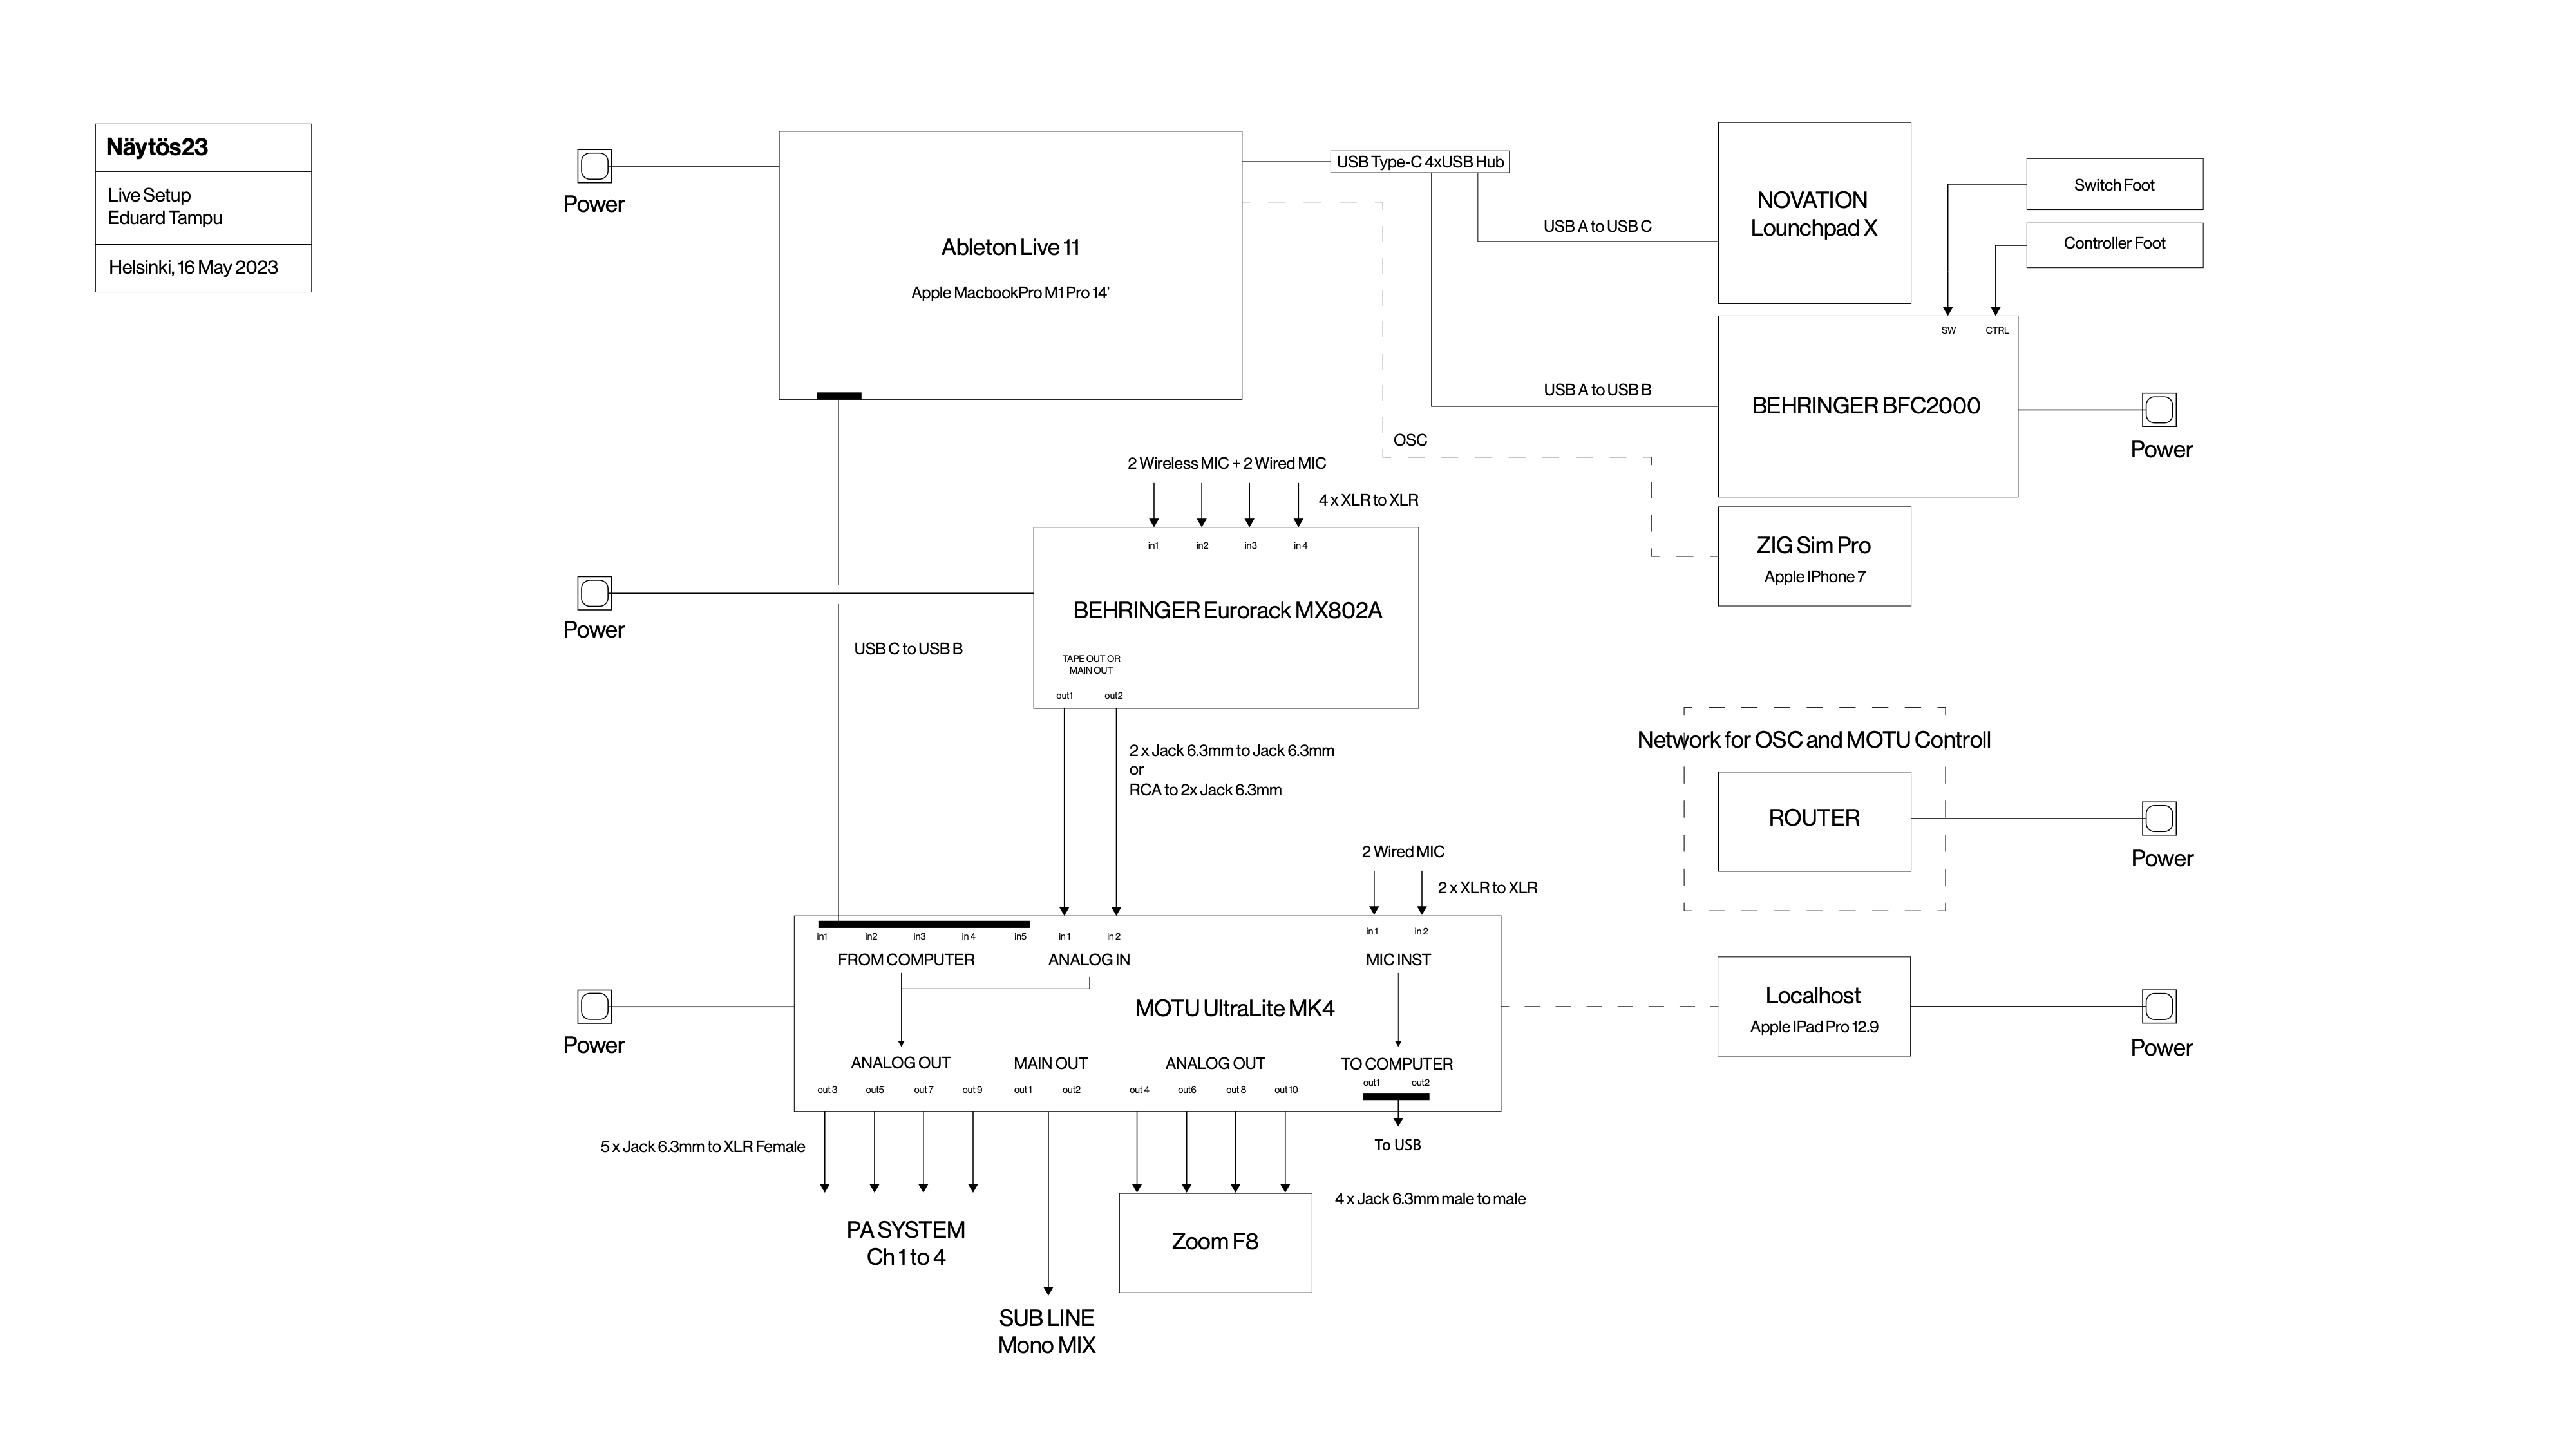 Näytös23
Live Setup
Eduard Tampu
Helsinki, 16 May 2023
Power
Ableton Live 11
Apple MacbookPro M1 Pro 14'
USB Type-C 4xUSB Hub
USB A to USB C
NOVATION
Lounchpad X
Switch Foot
Controller Foot
SW CTRL
USB A to USB B
BEHRINGER BFC2000
Power
OSC
2 Wireless MIC + 2 Wired MIC
4 x XLR to XLR
in1 in2 in3 in 4
ZIG Sim Pro
Apple IPhone 7
Power
BEHRINGER Eurorack MX802A
USB C to USB B
TAPE OUT OR
MAIN OUT
out1 out2
2 x Jack 6.3mm to Jack 6.3mm
or
RCA to 2x Jack 6.3mm
Network for OSC and MOTU Controll
ROUTER
Power
2 Wired MIC
2 x XLR to XLR
in1 in2 in3 in 4 in5 in 1 in 2 in 1 in 2
FROM COMPUTER ANALOG IN MIC INST
MOTU UltraLite MK4
Power
Localhost
Apple IPad Pro 12.9
Power
ANALOG OUT MAIN OUT ANALOG OUT TO COMPUTER
out1 out2
out 3 out5 out 7 out 9 out 1 out2 out 4 out6 out 8 out 10
5 x Jack 6.3mm to XLR Female
To USB
4 x Jack 6.3mm male to male
PA SYSTEM
Ch 1 to 4
Zoom F8
SUB LINE
Mono MIX